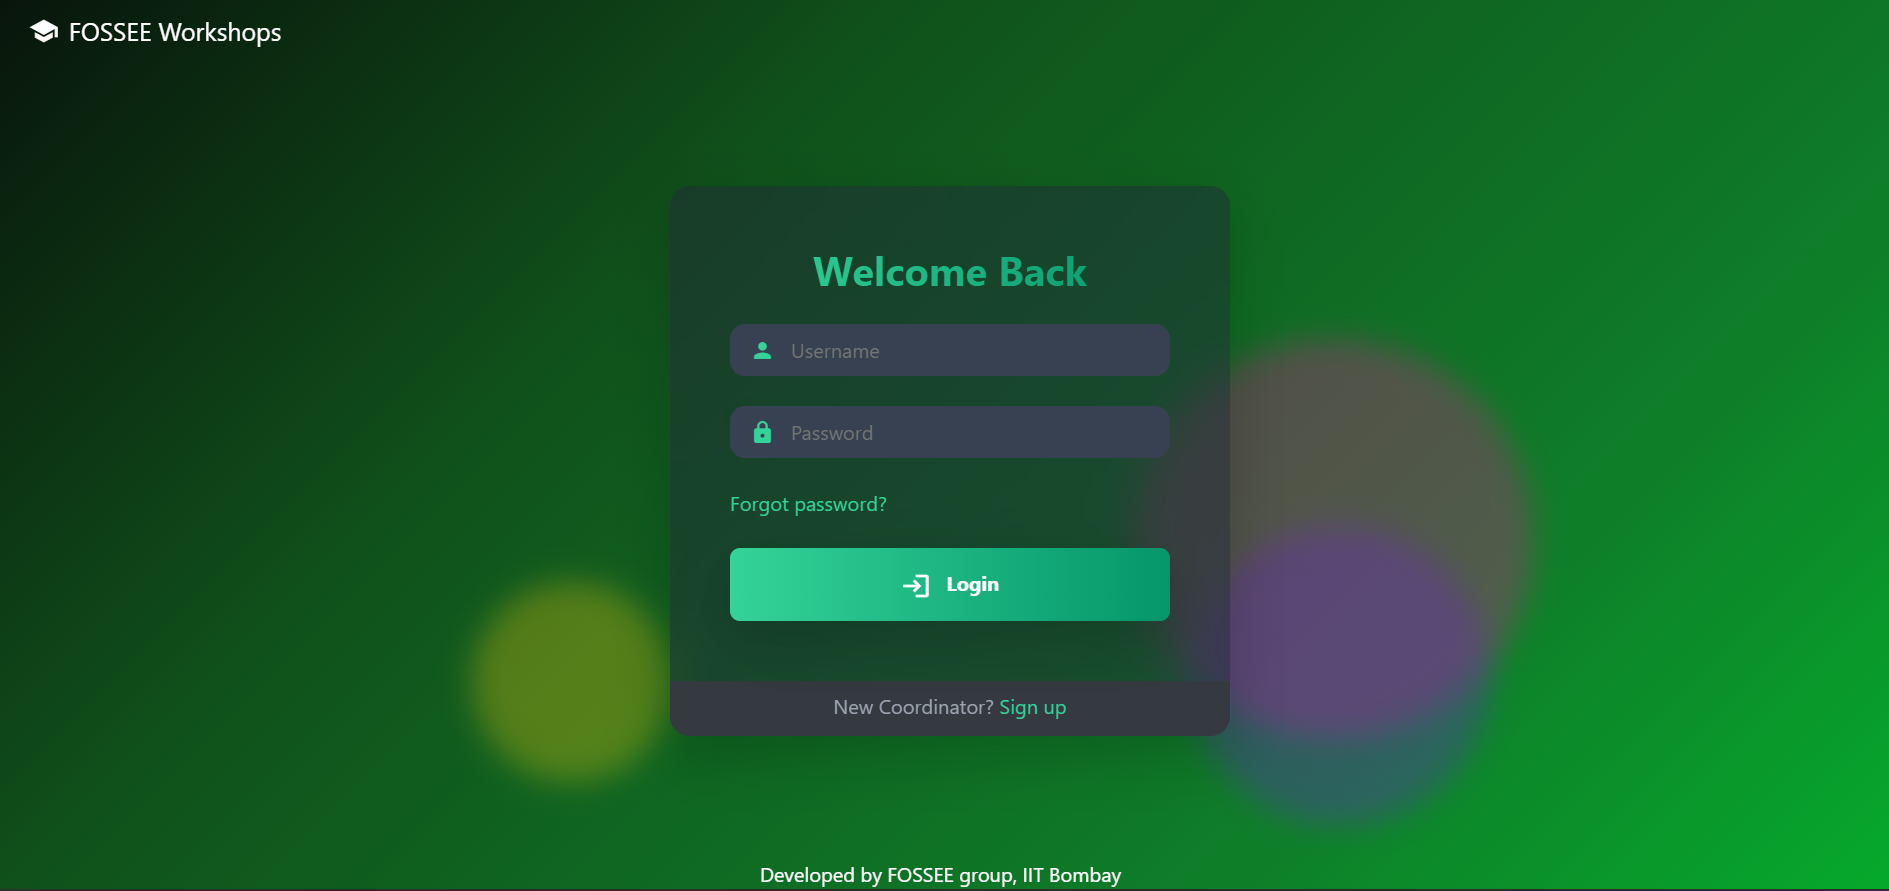 FOSSEE Workshops
Welcome Back
Username
Password
Forgot password?
Login
New Coordinator? Sign up
Developed by FOSSEE group, IIT Bombay